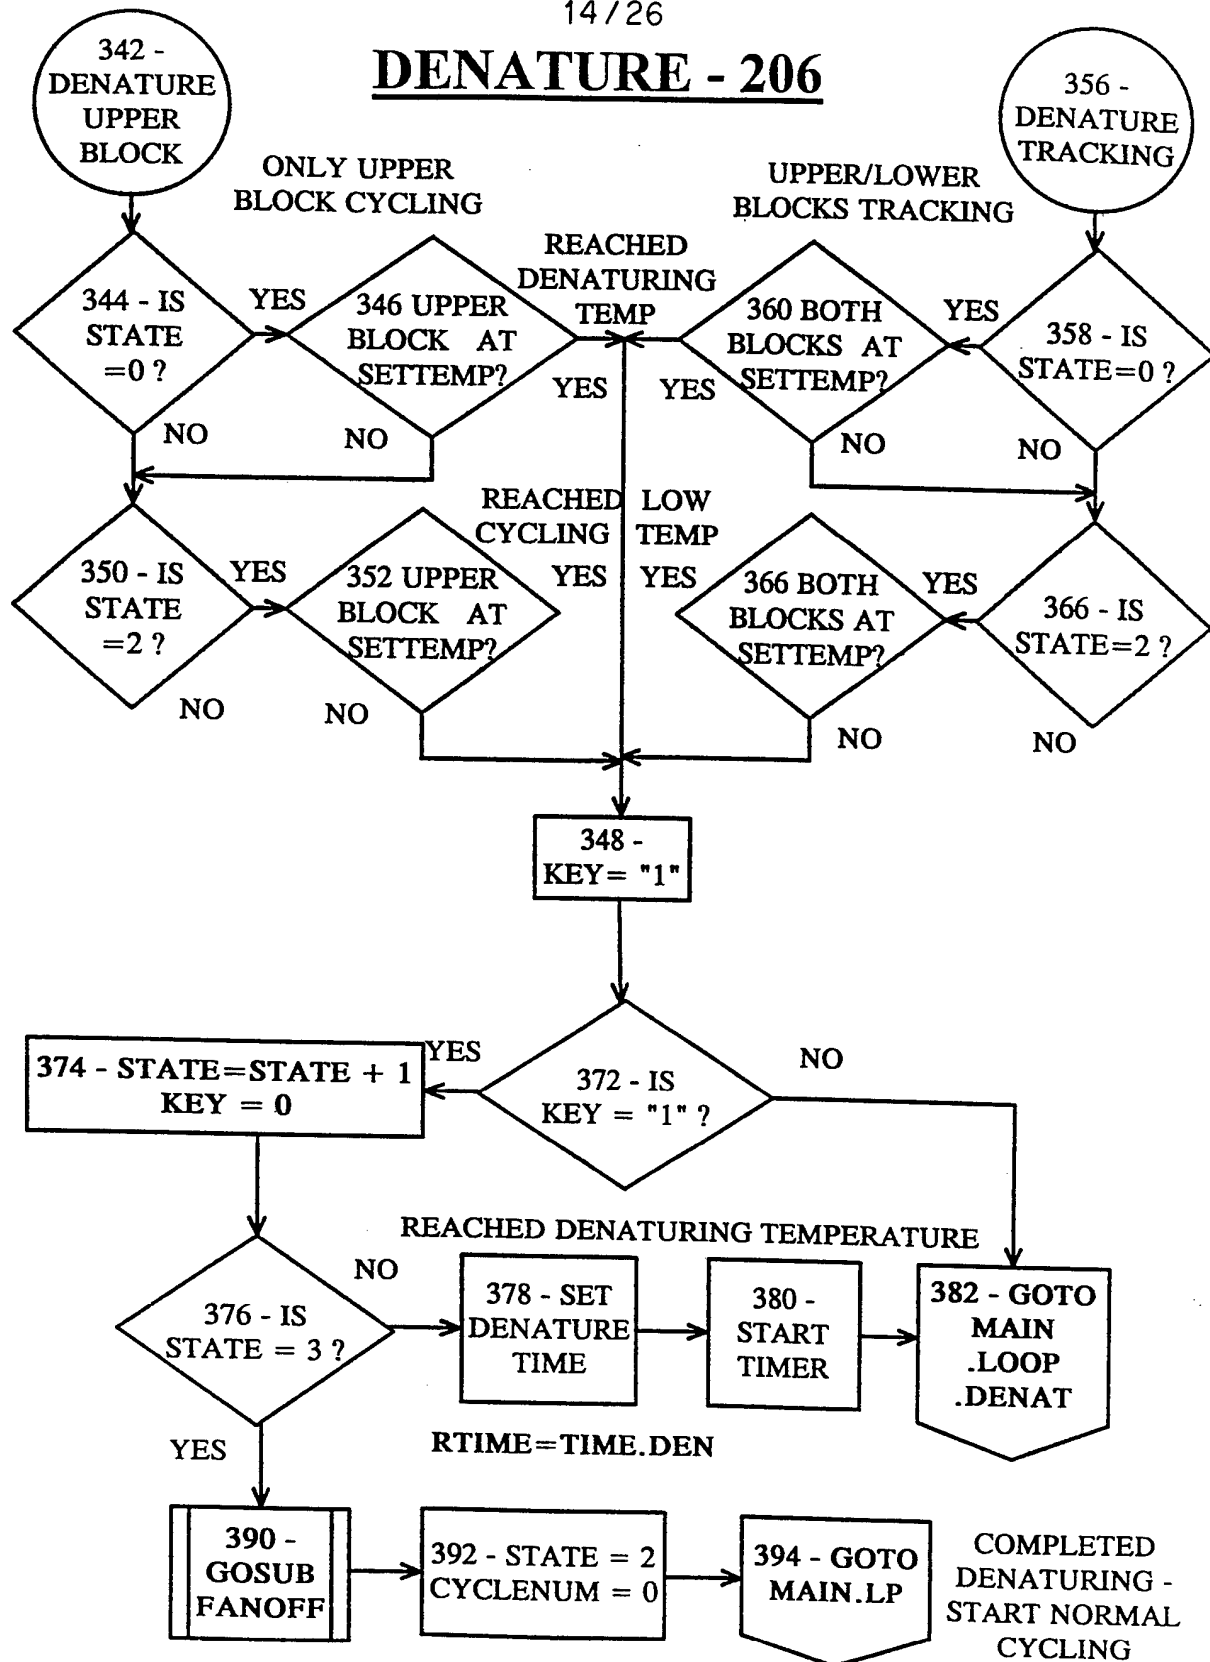 14/26
DENATURE - 206
342 -
DENATURE
UPPER
BLOCK
356 -
DENATURE
TRACKING
ONLY UPPER
BLOCK CYCLING
UPPER/LOWER
BLOCKS TRACKING
REACHED
DENATURING
TEMP
344 - IS
STATE
=0 ?
YES
346 UPPER
BLOCK AT
SETTEMP?
YES
360 BOTH
BLOCKS AT
SETTEMP?
YES
YES
358 - IS
STATE=0 ?
NO
NO
NO
NO
REACHED LOW
CYCLING TEMP
350 - IS
STATE
=2 ?
YES
352 UPPER
BLOCK AT
SETTEMP?
YES
YES
366 BOTH
BLOCKS AT
SETTEMP?
YES
366 - IS
STATE=2 ?
NO
NO
NO
NO
348 -
KEY= "1"
372 - IS
KEY = "1" ?
YES
NO
374 - STATE=STATE + 1
KEY = 0
REACHED DENATURING TEMPERATURE
376 - IS
STATE = 3 ?
NO
378 - SET
DENATURE
TIME
380 -
START
TIMER
382 - GOTO
MAIN
.LOOP
.DENAT
YES
RTIME=TIME.DEN
390 -
GOSUB
FANOFF
392 - STATE = 2
CYCLENUM = 0
394 - GOTO
MAIN.LP
COMPLETED
DENATURING -
START NORMAL
CYCLING